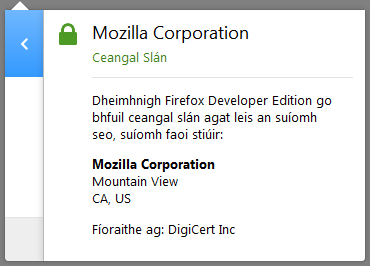 Mozilla Corporation
Ceangal Slán
Dheimhnigh Firefox Developer Edition go
bhfuil ceangal slán agat leis an suíomh
seo, suíomh faoi stiúir:
Mozilla Corporation
Mountain View
CA, US
Fíoraithe ag: DigiCert Inc